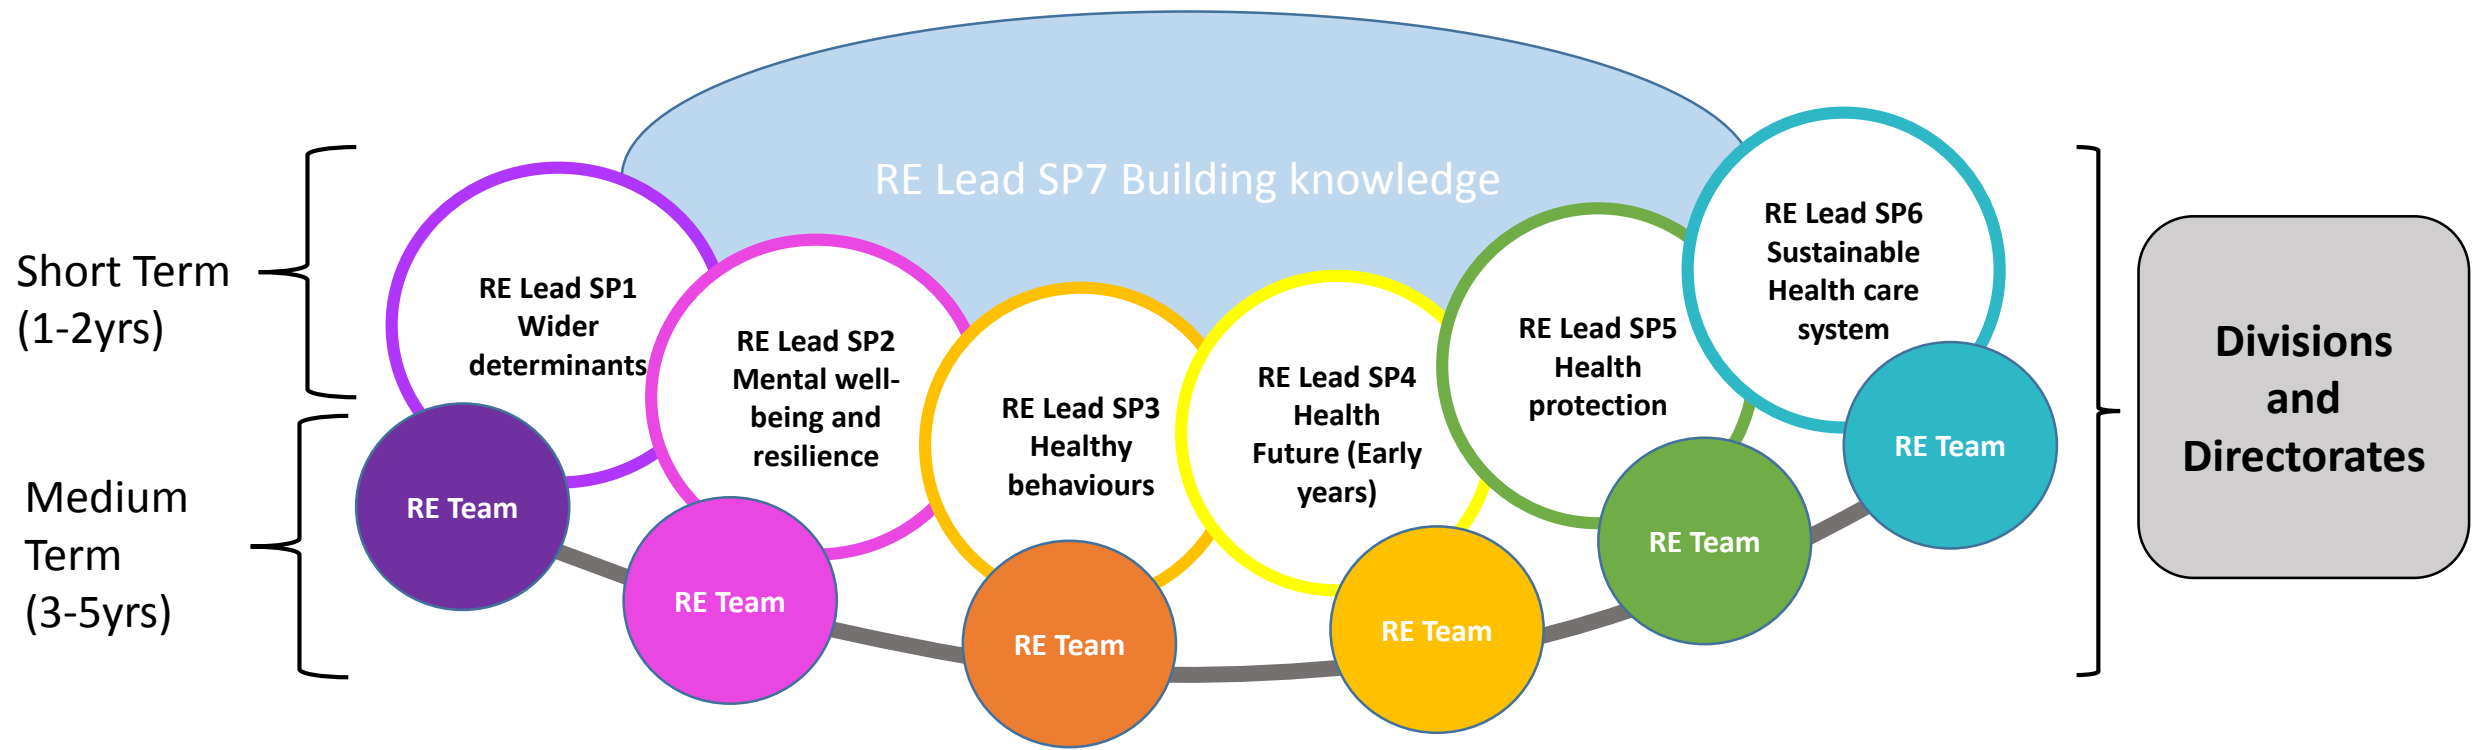 RE Lead SP7 Building knowledge
Short Term
(1-2yrs)
Medium
Term
(3-5yrs)
RE Lead SP1
Wider
determinants
RE Lead SP2
Mental well-
being and
resilience
RE Lead SP3
Healthy
behaviours
RE Lead SP4
Health
Future (Early
years)
RE Lead SP5
Health
protection
RE Lead SP6
Sustainable
Health care
system
RE Team
RE Team
RE Team
RE Team
RE Team
RE Team
Divisions
and
Directorates